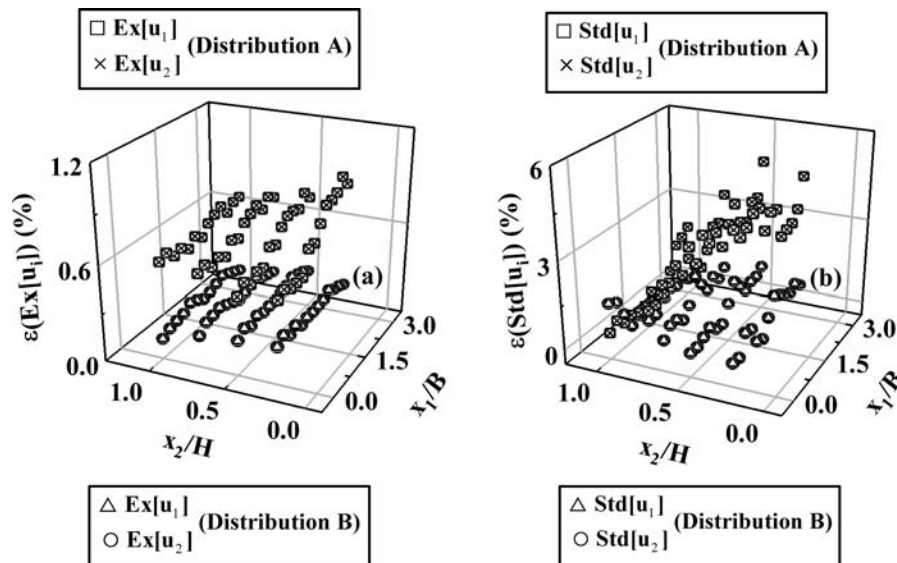 □ Ex[u₁] (Distribution A)
× Ex[u₂]
□ Std[u₁] (Distribution A)
× Std[u₂]
ε(Ex[uᵢ]) (%)
1.2
0.6
0.0
1.0
0.5
0.0
x₂/H
0.0
1.5
3.0
x₁/B
(a)
ε(Std[uᵢ]) (%)
6
3
0
1.0
0.5
0.0
x₂/H
0.0
1.5
3.0
x₁/B
(b)
△ Ex[u₁] (Distribution B)
○ Ex[u₂]
△ Std[u₁] (Distribution B)
○ Std[u₂]